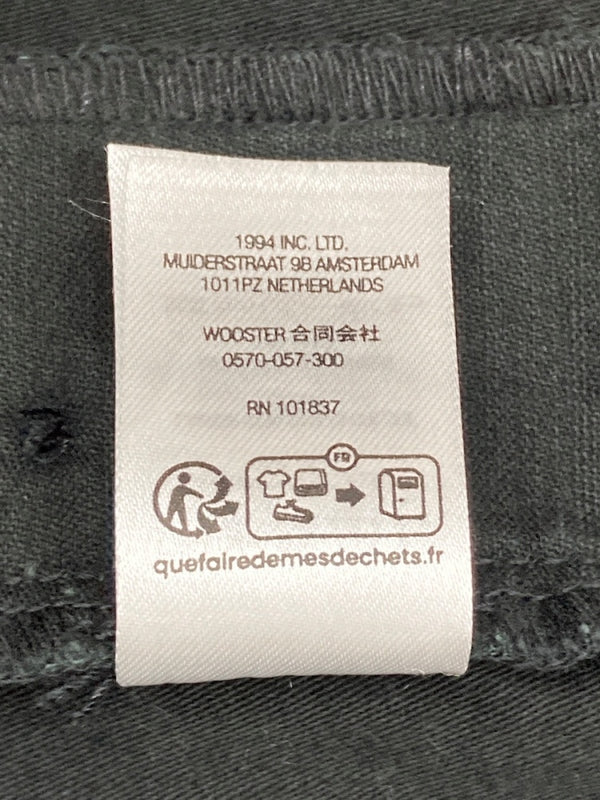 1994 INC. LTD.
MUIDERSTRAAT 9B AMSTERDAM
1011PZ NETHERLANDS
WOOSTER 合同会社
0570-057-300
RN 101837
FR
quefairedemesdechets.fr